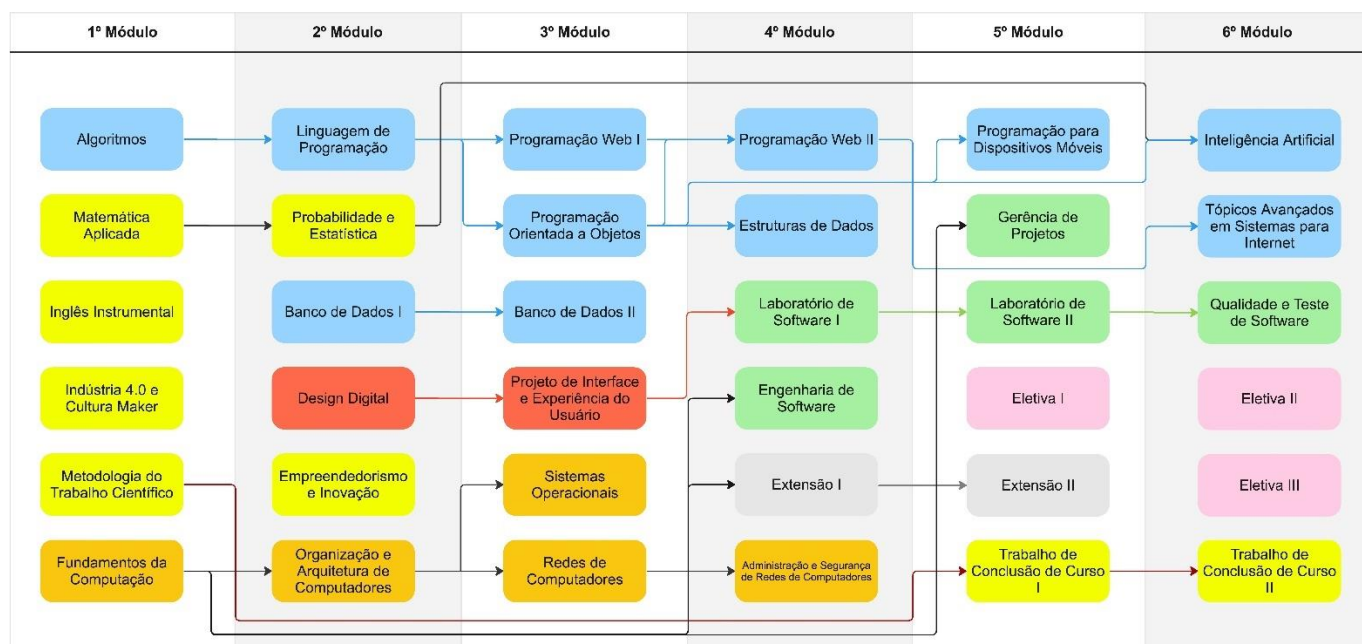 1º Módulo
2º Módulo
3º Módulo
4º Módulo
5º Módulo
6º Módulo
Algoritmos
Linguagem de
Programação
Programação Web I
Programação Web II
Programação para
Dispositivos Móveis
Inteligência Artificial
Matemática
Aplicada
Probabilidade e
Estatística
Programação
Orientada a Objetos
Estruturas de Dados
Gerência de
Projetos
Tópicos Avançados
em Sistemas para
Internet
Inglês Instrumental
Banco de Dados I
Banco de Dados II
Laboratório de
Software I
Laboratório de
Software II
Qualidade e Teste
de Software
Indústria 4.0 e
Cultura Maker
Design Digital
Projeto de Interface
e Experiência do
Usuário
Engenharia de
Software
Eletiva I
Eletiva II
Metodologia do
Trabalho Científico
Empreendedorismo
e Inovação
Sistemas
Operacionais
Extensão I
Extensão II
Eletiva III
Fundamentos da
Computação
Organização e
Arquitetura de
Computadores
Redes de
Computadores
Administração e Segurança
de Redes de Computadores
Trabalho de
Conclusão de Curso
I
Trabalho de
Conclusão de Curso
II